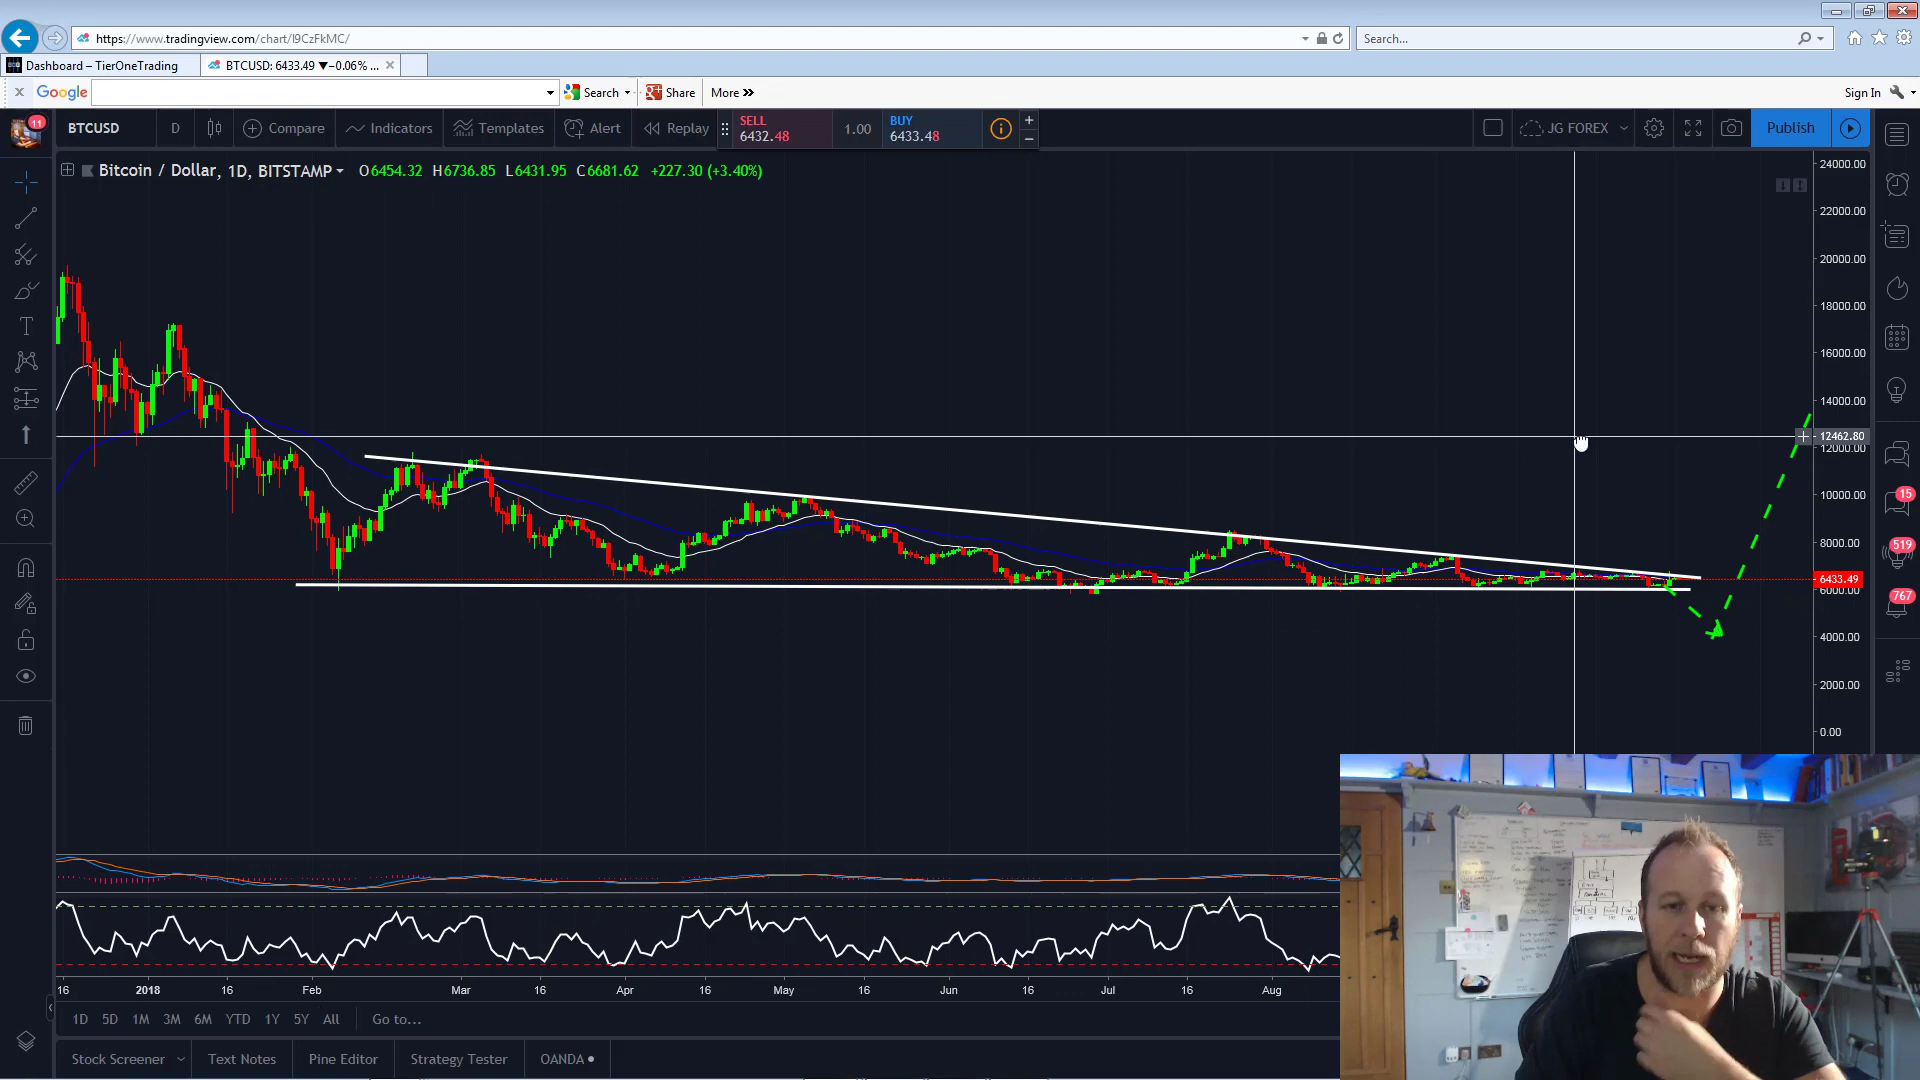 https://www.tradingview.com/chart/l9CzFkMC/
Search...
Dashboard – TierOneTrading
BTCUSD: 6433.49 ▼−0.06% ...
Google
Search
Share
More »
Sign In
11
BTCUSD
D
Compare
Indicators
Templates
Alert
Replay
SELL
6432.48
1.00
BUY
6433.48
JG FOREX
Publish
Bitcoin / Dollar, 1D, BITSTAMP
O6454.32 H6736.85 L6431.95 C6681.62 +227.30 (+3.40%)
24000.00
22000.00
20000.00
18000.00
16000.00
14000.00
12462.80
12000.00
10000.00
8000.00
6433.49
6000.00
4000.00
2000.00
0.00
15
519
767
16
2018
16
Feb
Mar
16
Apr
16
May
16
Jun
16
Jul
16
Aug
1D 5D 1M 3M 6M YTD 1Y 5Y All Go to...
Stock Screener
Text Notes
Pine Editor
Strategy Tester
OANDA